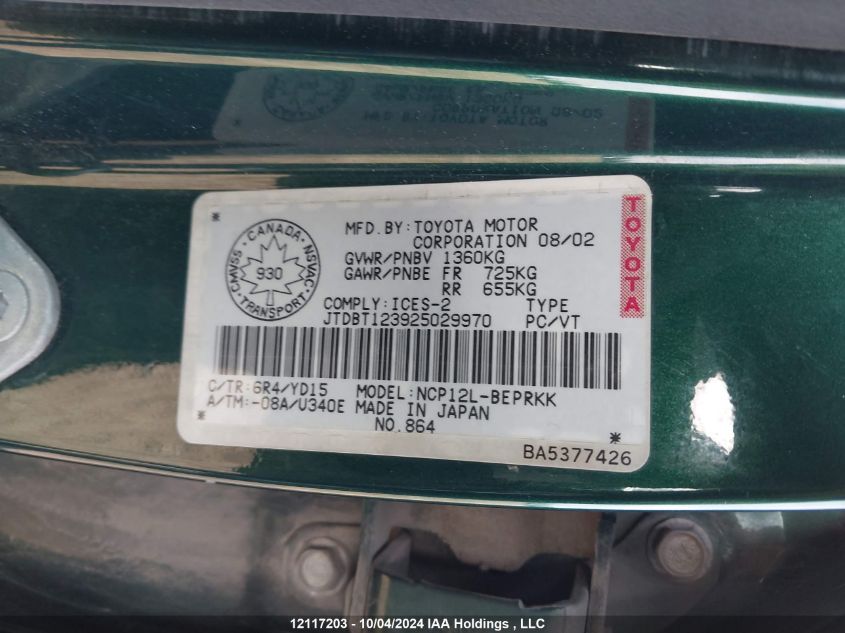 MFD.BY:TOYOTA MOTOR
CORPORATION 08/02
GVWR/PNBV 1360KG
GAWR/PNBE FR 725KG
RR 655KG
COMPLY:ICES-2 TYPE
JTDBT123925029970 PC/VT
CANADA
CMVSS 930 NSVAC
TRANSPORT
TOYOTA
C/TR:6R4/YD15 MODEL:NCP12L-BEPRKK
A/TM:-08A/U340E MADE IN JAPAN
NO.864
BA5377426
12117203 - 10/04/2024 IAA Holdings , LLC